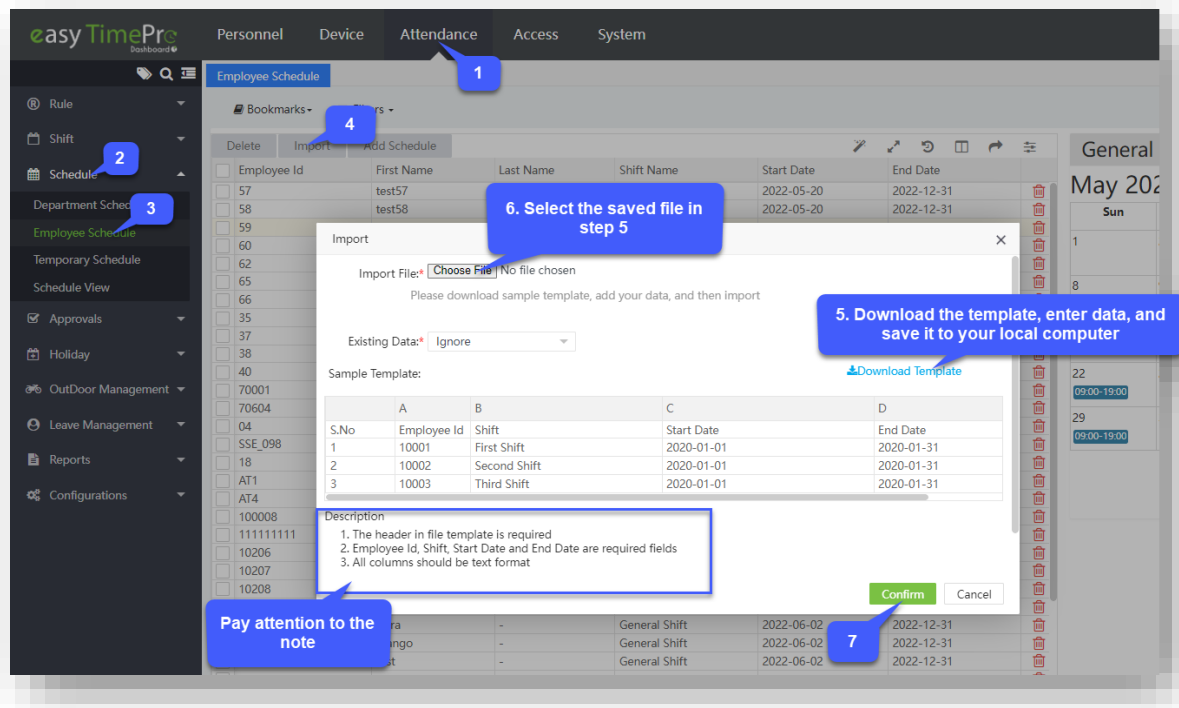 easy TimePro
Dashboard
Personnel Device Attendance Access System
1
Employee Schedule
Rule
Bookmarks
4
Shift
Delete Import Add Schedule
2
Schedule
Employee Id First Name Last Name Shift Name Start Date End Date
General
57 test57 2022-05-20 2022-12-31
May 202
Department Sched
3
58 test58 2022-05-20 2022-12-31
Sun
6. Select the saved file in
step 5
Employee Schedule
59
Import
1
Temporary Schedule
60
62
Import File:* Choose File No file chosen
Schedule View
65
8
66
Please download sample template, add your data, and then import
Approvals
35
5. Download the template, enter data, and
save it to your local computer
37
Existing Data:* Ignore
Holiday
38
40
Sample Template:
Download Template
22
OutDoor Management
70001
09:00-19:00
70604
A B C D
Leave Management
04
S.No Employee Id Shift Start Date End Date
29
SSE_098
1 10001 First Shift 2020-01-01 2020-01-31
09:00-19:00
Reports
18
2 10002 Second Shift 2020-01-01 2020-01-31
AT1
3 10003 Third Shift 2020-01-01 2020-01-31
Configurations
AT4
100008
Description
111111111
1. The header in file template is required
10206
2. Employee Id, Shift, Start Date and End Date are required fields
10207
3. All columns should be text format
10208
Confirm Cancel
Pay attention to the
note
ra - General Shift 2022-06-02 2022-12-31
7
ngo - General Shift 2022-06-02 2022-12-31
st - General Shift 2022-06-02 2022-12-31